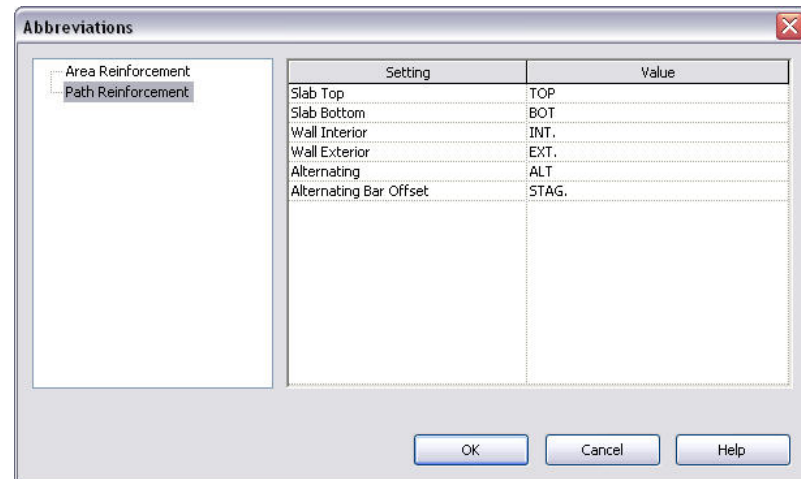 Abbreviations
Area Reinforcement
Path Reinforcement
Setting Value
Slab Top TOP
Slab Bottom BOT
Wall Interior INT.
Wall Exterior EXT.
Alternating ALT
Alternating Bar Offset STAG.
OK Cancel Help